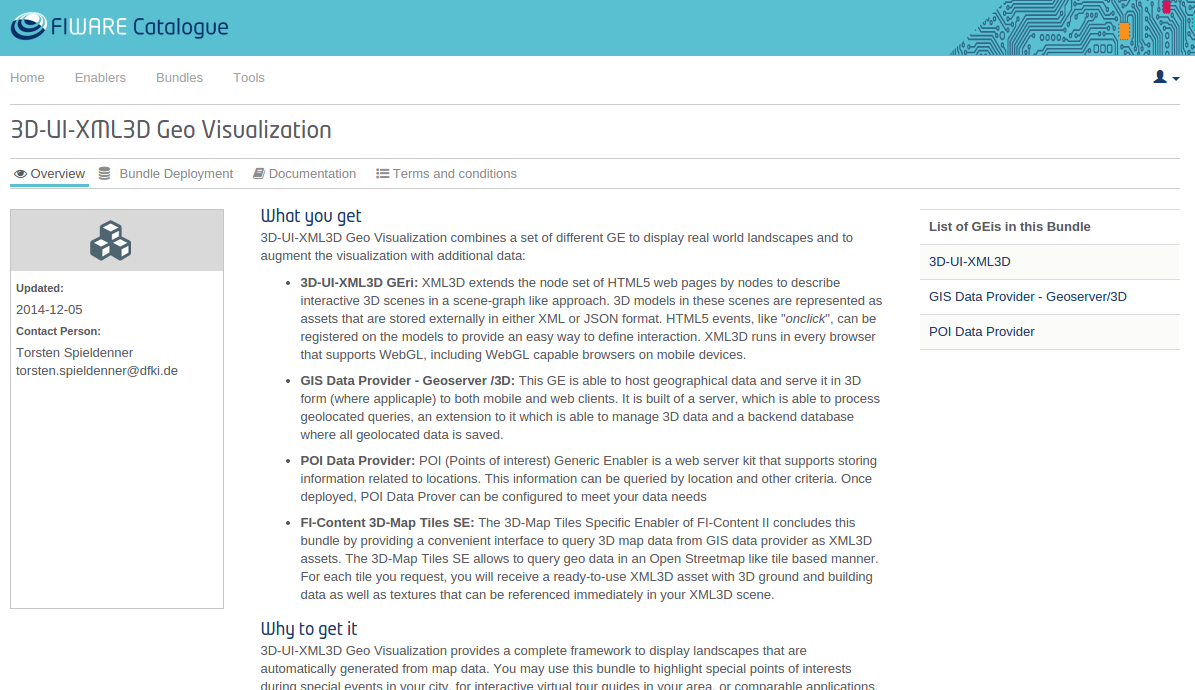 FIWARE Catalogue
Home Enablers Bundles Tools
3D-UI-XML3D Geo Visualization
Overview Bundle Deployment Documentation Terms and conditions
Updated:
2014-12-05
Contact Person:
Torsten Spieldenner
torsten.spieldenner@dfki.de
What you get
3D-UI-XML3D Geo Visualization combines a set of different GE to display real world landscapes and to
augment the visualization with additional data:
• 3D-UI-XML3D GEri: XML3D extends the node set of HTML5 web pages by nodes to describe
interactive 3D scenes in a scene-graph like approach. 3D models in these scenes are represented as
assets that are stored externally in either XML or JSON format. HTML5 events, like "onclick", can be
registered on the models to provide an easy way to define interaction. XML3D runs in every browser
that supports WebGL, including WebGL capable browsers on mobile devices.
• GIS Data Provider - Geoserver /3D: This GE is able to host geographical data and serve it in 3D
form (where applicaple) to both mobile and web clients. It is built of a server, which is able to process
geolocated queries, an extension to it which is able to manage 3D data and a backend database
where all geolocated data is saved.
• POI Data Provider: POI (Points of interest) Generic Enabler is a web server kit that supports storing
information related to locations. This information can be queried by location and other criteria. Once
deployed, POI Data Prover can be configured to meet your data needs
• FI-Content 3D-Map Tiles SE: The 3D-Map Tiles Specific Enabler of FI-Content II concludes this
bundle by providing a convenient interface to query 3D map data from GIS data provider as XML3D
assets. The 3D-Map Tiles SE allows to query geo data in an Open Streetmap like tile based manner.
For each tile you request, you will receive a ready-to-use XML3D asset with 3D ground and building
data as well as textures that can be referenced immediately in your XML3D scene.
Why to get it
3D-UI-XML3D Geo Visualization provides a complete framework to display landscapes that are
automatically generated from map data. You may use this bundle to highlight special points of interests
during special events in your city, for interactive virtual tour guides in your area, or comparable applications.
List of GEis in this Bundle
3D-UI-XML3D
GIS Data Provider - Geoserver/3D
POI Data Provider